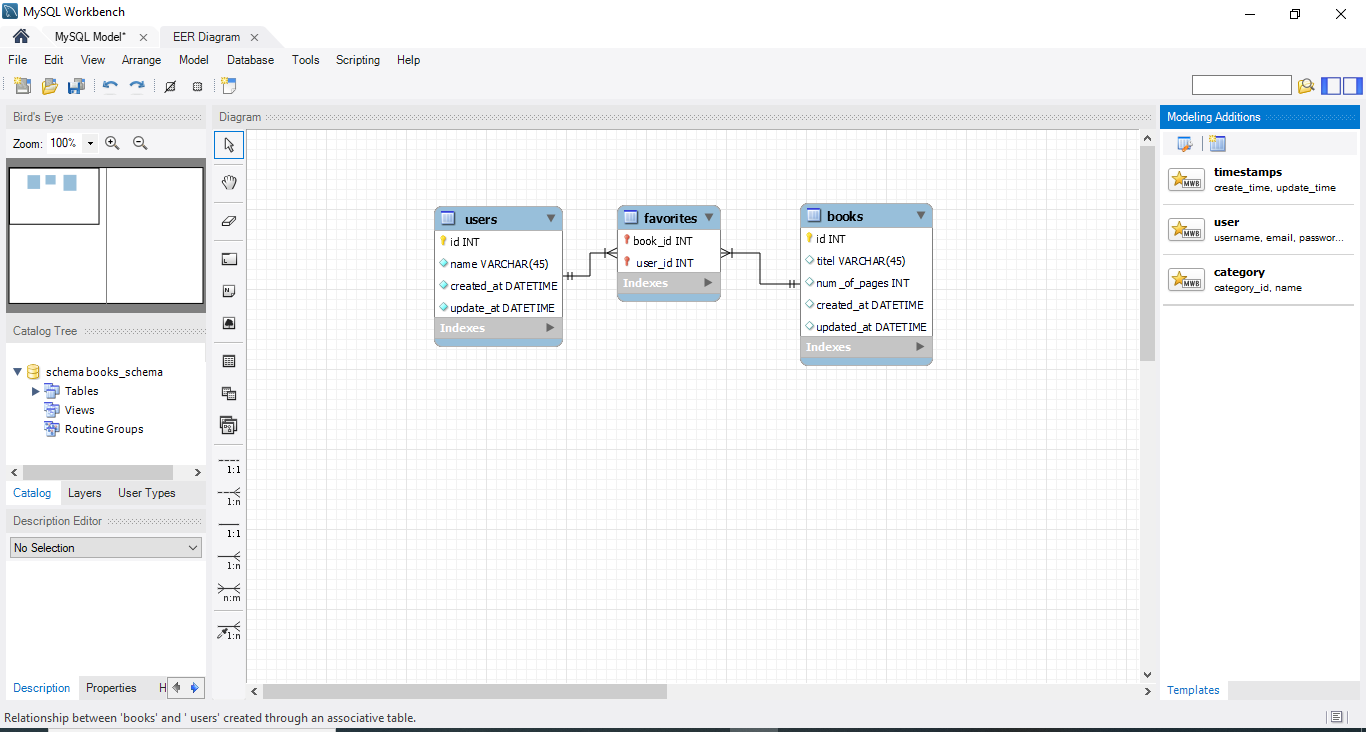 MySQL Workbench
MySQL Model* EER Diagram
File Edit View Arrange Model Database Tools Scripting Help
Bird's Eye
Zoom: 100%
Catalog Tree
schema books_schema
Tables
Views
Routine Groups
Catalog Layers User Types
Description Editor
No Selection
Description Properties H
Diagram
1:1
1:n
1:1
1:n
n:m
1:n
users
id INT
name VARCHAR(45)
created_at DATETIME
update_at DATETIME
Indexes
favorites
book_id INT
user_id INT
Indexes
books
id INT
titel VARCHAR(45)
num _of_pages INT
created_at DATETIME
updated_at DATETIME
Indexes
Modeling Additions
MWB
timestamps
create_time, update_time
MWB
user
username, email, passwor...
MWB
category
category_id, name
Templates
Relationship between 'books' and ' users' created through an associative table.